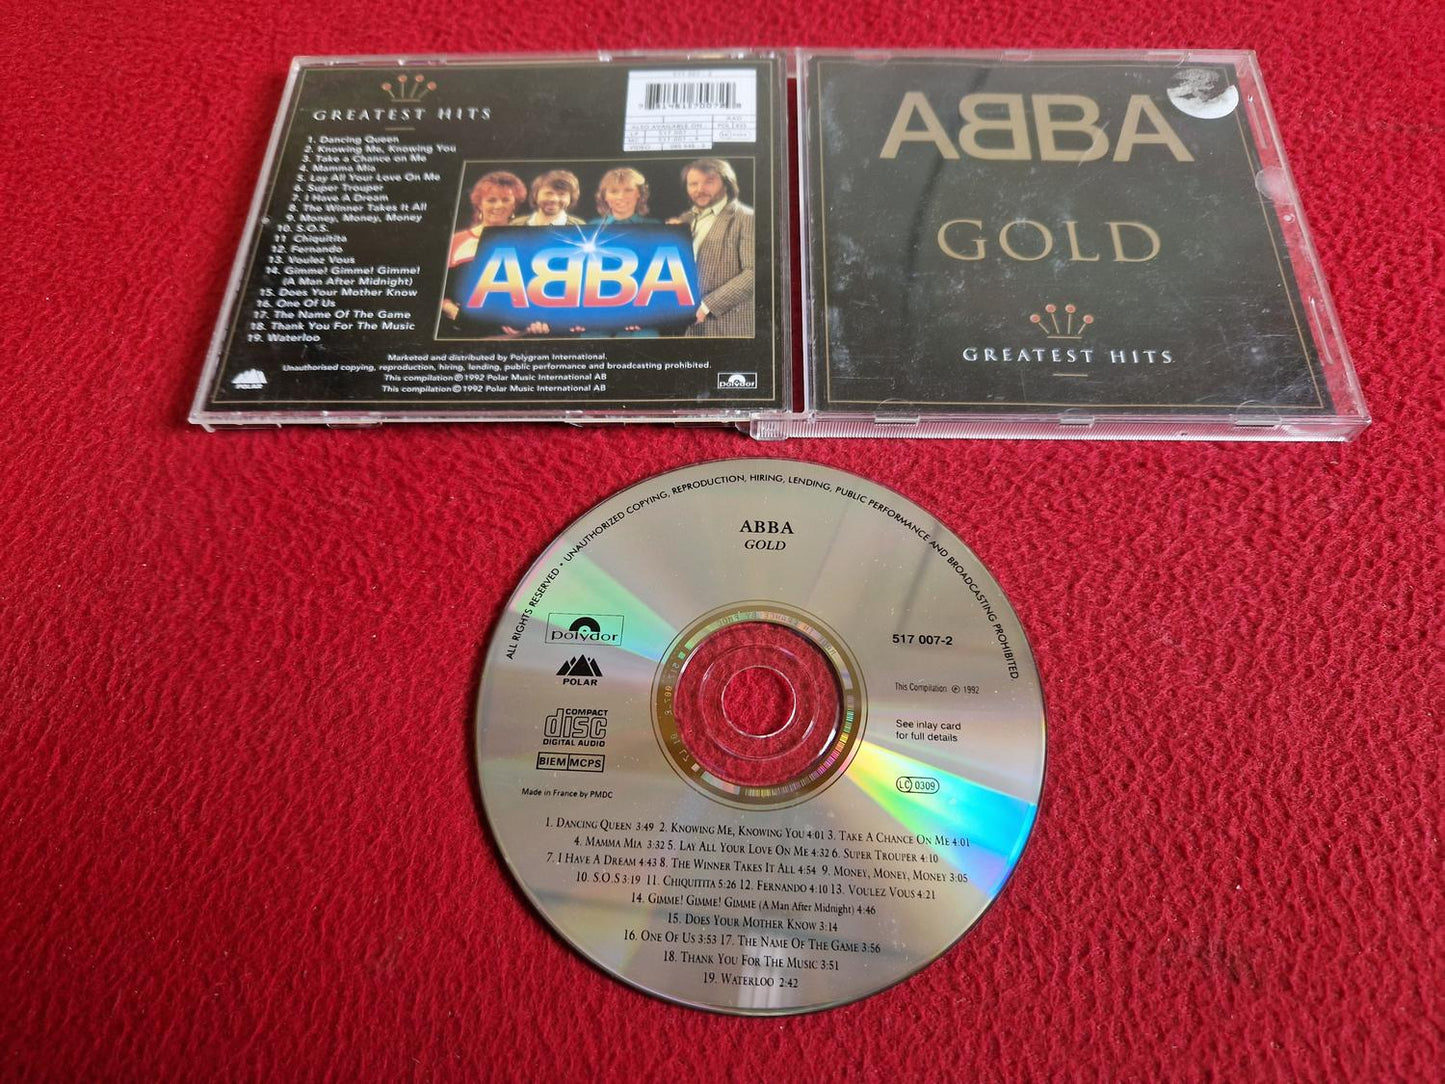 GREATEST HITS
1. Dancing Queen
2. Knowing Me, Knowing You
3. Take a Chance on Me
4. Mamma Mia
5. Lay All Your Love On Me
6. Super Trouper
7. I Have A Dream
8. The Winner Takes It All
9. Money, Money, Money
10. S.O.S.
11 Chiquitita
12. Fernando
13. Voulez Vous
14. Gimme! Gimme! Gimme!
(A Man After Midnight)
15. Does Your Mother Know
16. One Of Us
17. The Name Of The Game
18. Thank You For The Music
19. Waterloo
ALSO AVAILABLE ON
ABBA
Marketed and distributed by Polygram International.
Unauthorised copying, reproduction, hiring, lending, public performance and broadcasting prohibited.
This compilation ℗ 1992 Polar Music International AB
This compilation © 1992 Polar Music International AB
POLAR
Polydor
ABBA
GOLD
GREATEST HITS
ALL RIGHTS RESERVED • UNAUTHORIZED COPYING, REPRODUCTION, HIRING, LENDING, PUBLIC PERFORMANCE AND BROADCASTING PROHIBITED.
ABBA
GOLD
polydor
POLAR
COMPACT
disc
DIGITAL AUDIO
BIEM MCPS
Made in France by PMDC
517 007-2
This Compilation ℗ 1992
See inlay card
for full details
LC 0309
1. DANCING QUEEN 3:49 2. KNOWING ME, KNOWING YOU 4:01 3. TAKE A CHANCE ON ME 4:01
4. MAMMA MIA 3:32 5. LAY ALL YOUR LOVE ON ME 4:32 6. SUPER TROUPER 4:10
7. I HAVE A DREAM 4:43 8. THE WINNER TAKES IT ALL 4:54 9. MONEY, MONEY, MONEY 3:05
10. S.O.S 3:19 11. CHIQUITITA 5:26 12. FERNANDO 4:10 13. VOULEZ VOUS 4:21
14. GIMME! GIMME! GIMME (A Man After Midnight) 4:46
15. DOES YOUR MOTHER KNOW 3:14
16. ONE OF US 3:53 17. THE NAME OF THE GAME 3:56
18. THANK YOU FOR THE MUSIC 3:51
19. WATERLOO 2:42